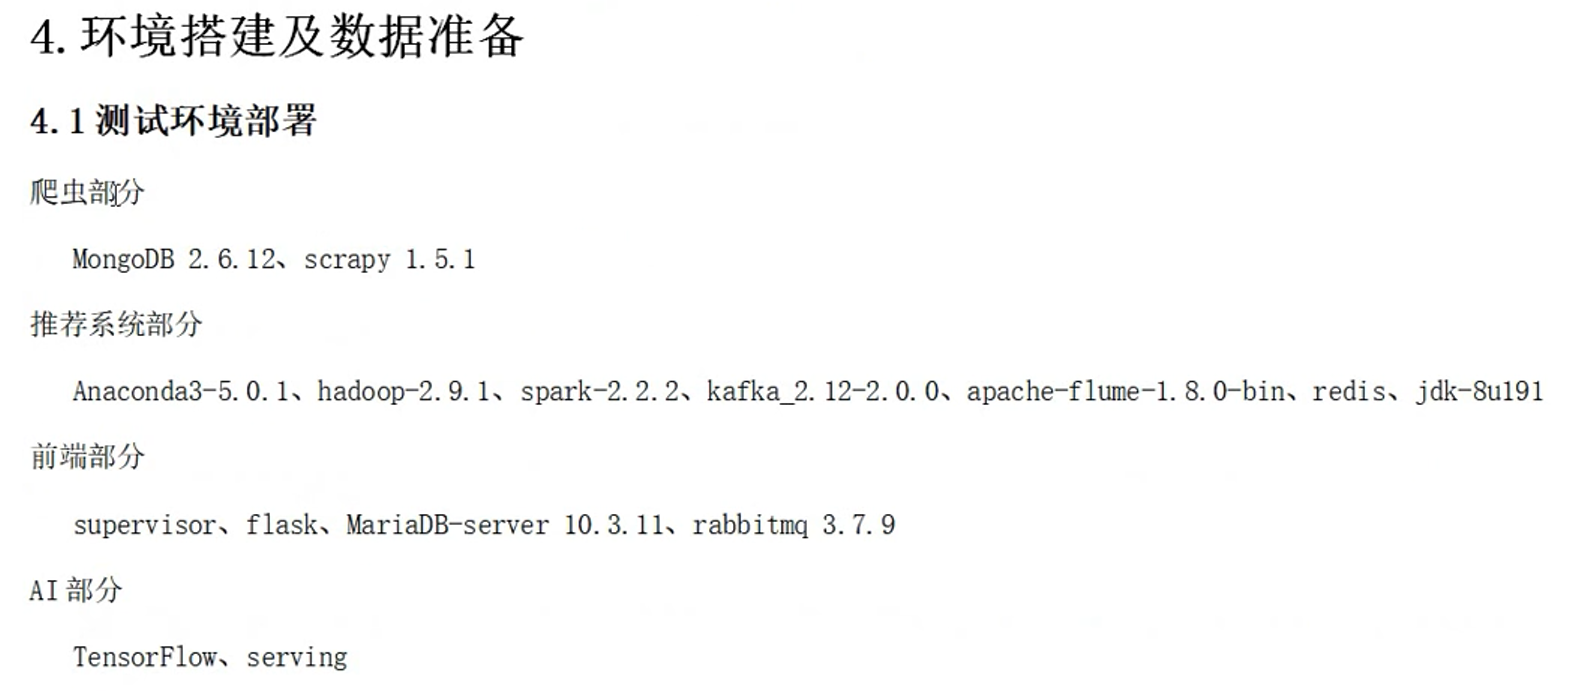 4. 环境搭建及数据准备
4.1 测试环境部署
爬虫部分
MongoDB 2.6.12、scrapy 1.5.1
推荐系统部分
Anaconda3-5.0.1、hadoop-2.9.1、spark-2.2.2、kafka_2.12-2.0.0、apache-flume-1.8.0-bin、redis、jdk-8u191
前端部分
supervisor、flask、MariaDB-server 10.3.11、rabbitmq 3.7.9
AI 部分
TensorFlow、serving